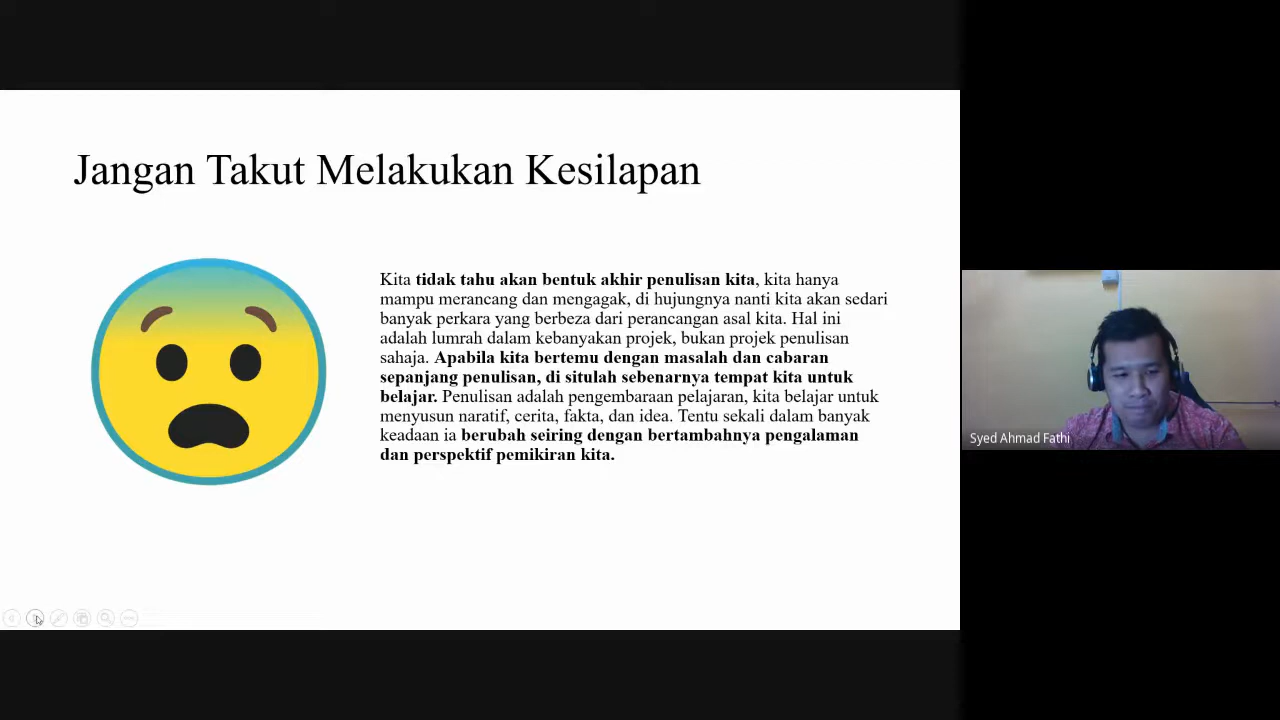 Jangan Takut Melakukan Kesilapan
Kita tidak tahu akan bentuk akhir penulisan kita, kita hanya
mampu merancang dan mengagak, di hujungnya nanti kita akan sedari
banyak perkara yang berbeza dari perancangan asal kita. Hal ini
adalah lumrah dalam kebanyakan projek, bukan projek penulisan
sahaja. Apabila kita bertemu dengan masalah dan cabaran
sepanjang penulisan, di situlah sebenarnya tempat kita untuk
belajar. Penulisan adalah pengembaraan pelajaran, kita belajar untuk
menyusun naratif, cerita, fakta, dan idea. Tentu sekali dalam banyak
keadaan ia berubah seiring dengan bertambahnya pengalaman
dan perspektif pemikiran kita.
Syed Ahmad Fathi